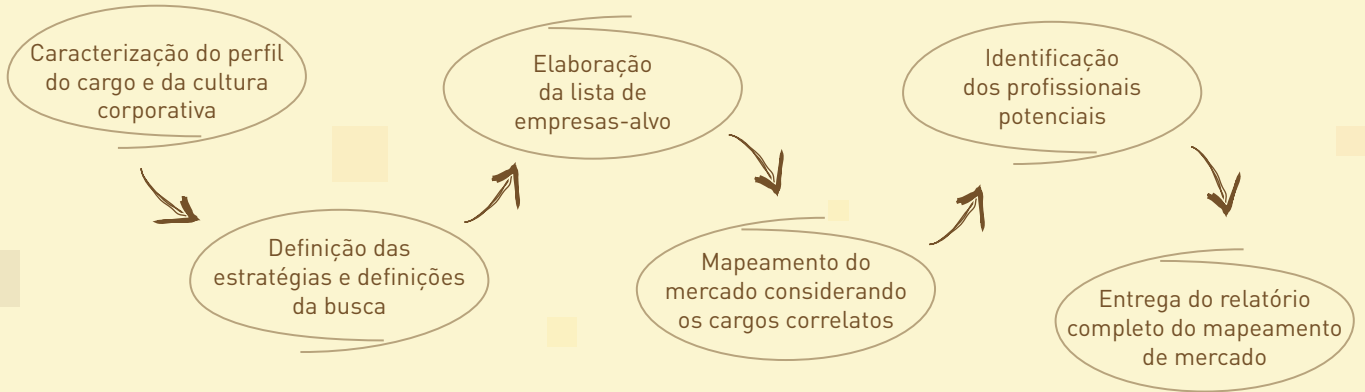 Caracterização do perfil
do cargo e da cultura
corporativa
Definição das
estratégias e definições
da busca
Elaboração
da lista de
empresas-alvo
Mapeamento do
mercado considerando
os cargos correlatos
Identificação
dos profissionais
potenciais
Entrega do relatório
completo do mapeamento
de mercado